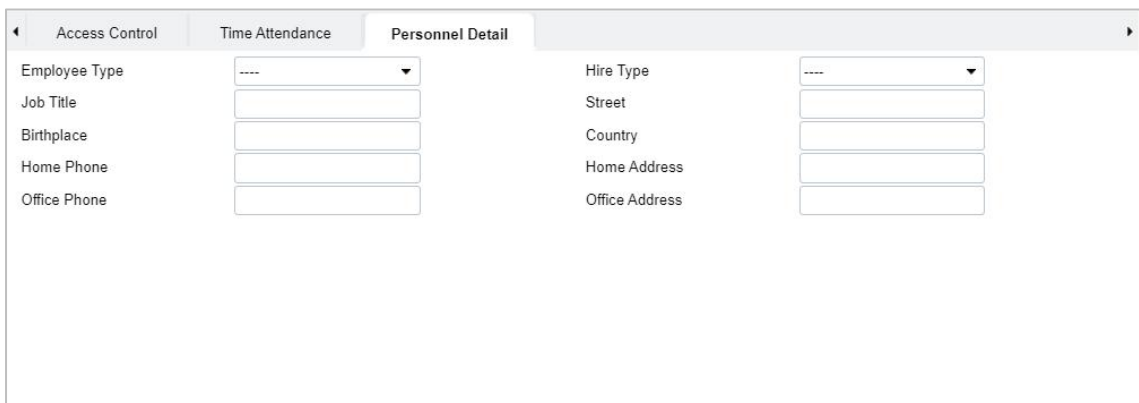 Access Control Time Attendance Personnel Detail
Employee Type ---- Hire Type ----
Job Title Street
Birthplace Country
Home Phone Home Address
Office Phone Office Address